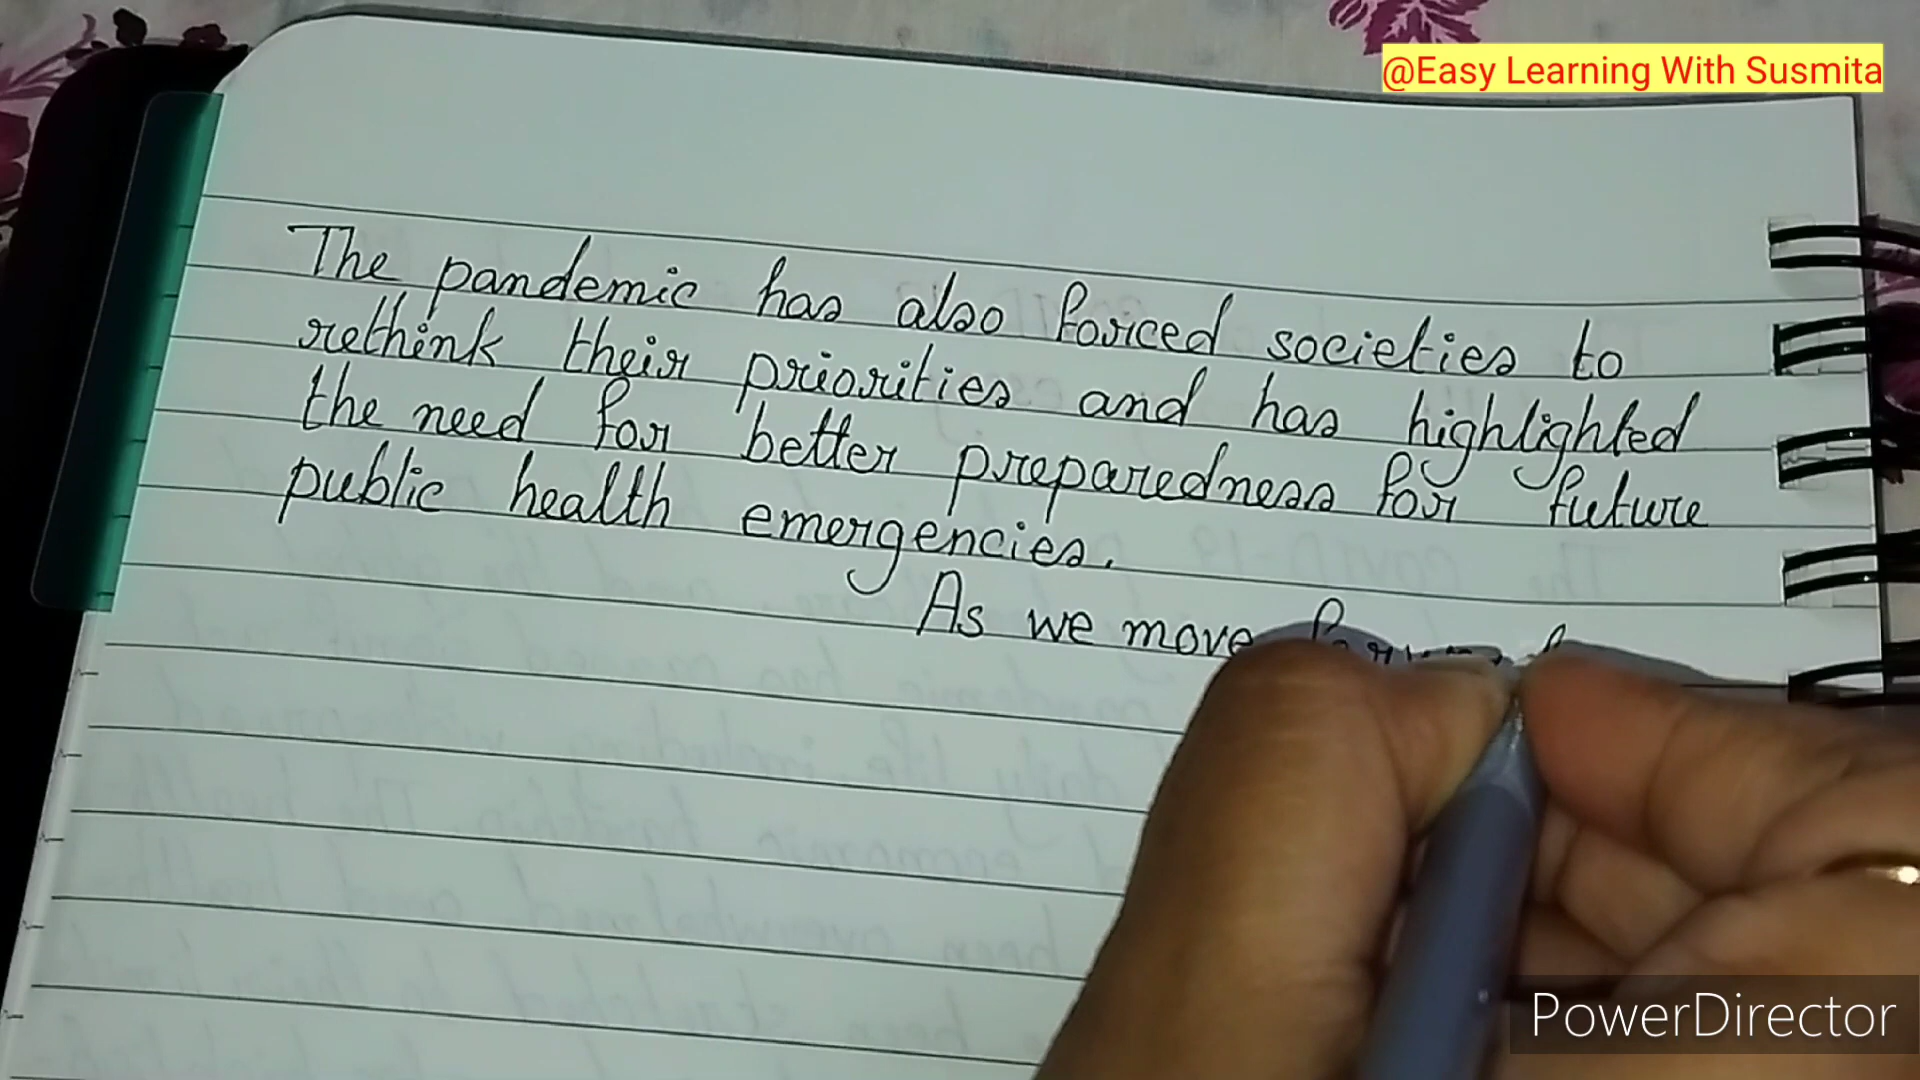 @Easy Learning With Susmita
The pandemic has also forced societies to
rethink their priorities and has highlighted
the need for better preparedness for future
public health emergencies.
As we move
PowerDirector